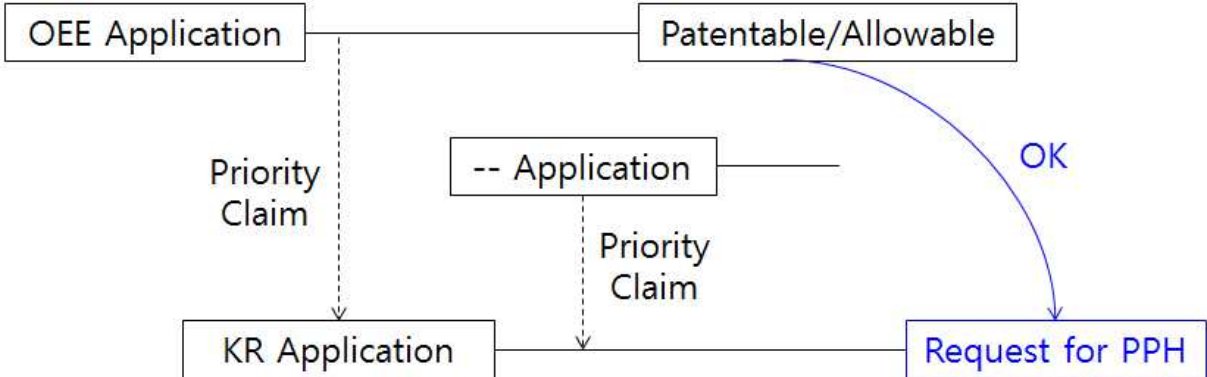 OEE Application
Patentable/Allowable
-- Application
OK
Priority
Claim
Priority
Claim
KR Application
Request for PPH